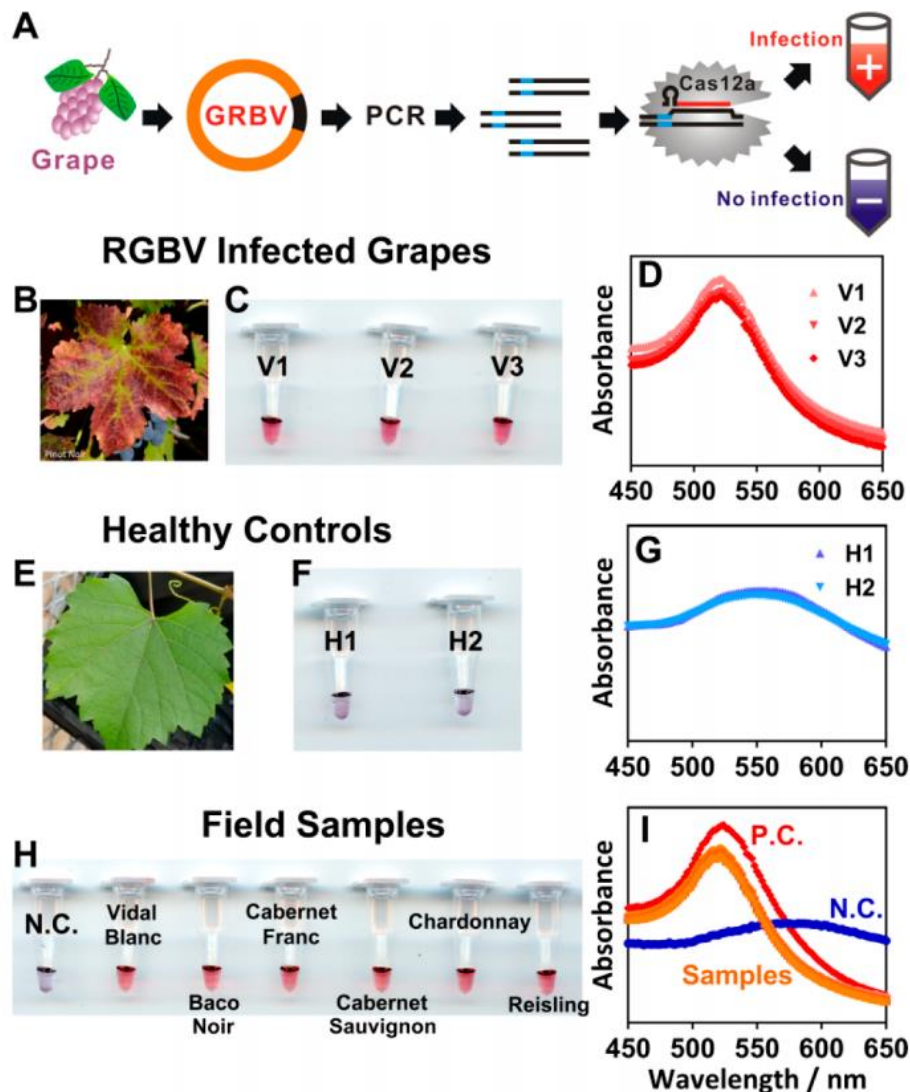 A
Grape
GRBV
PCR
Ω
Cas12a
Infection
+
No infection
−
RGBV Infected Grapes
B
Pinot Noir
C
V1
V2
V3
D
Absorbance
V1
V2
V3
450 500 550 600 650
Healthy Controls
E
F
H1
H2
G
Absorbance
H1
H2
450 500 550 600 650
Field Samples
H
N.C.
Vidal
Blanc
Baco
Noir
Cabernet
Franc
Cabernet
Sauvignon
Chardonnay
Reisling
I
Absorbance
P.C.
N.C.
Samples
450 500 550 600 650
Wavelength / nm